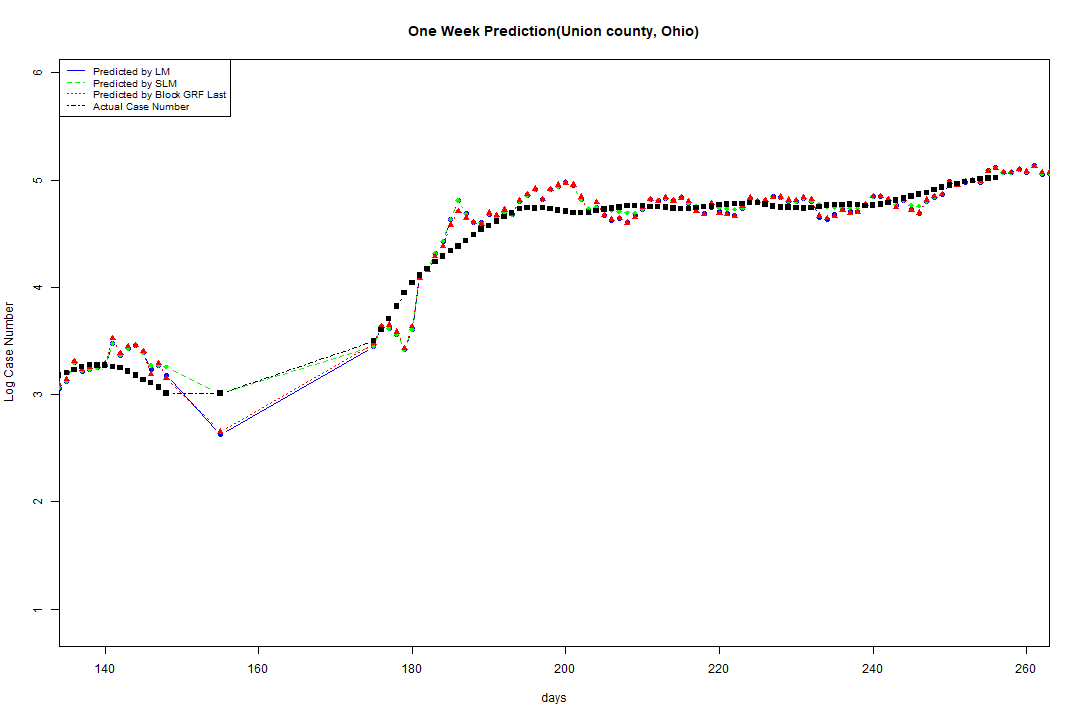 One Week Prediction(Union county, Ohio)
Predicted by LM
Predicted by SLM
Predicted by Block GRF Last
Actual Case Number
6
5
4
3
2
1
Log Case Number
140 160 180 200 220 240 260
days